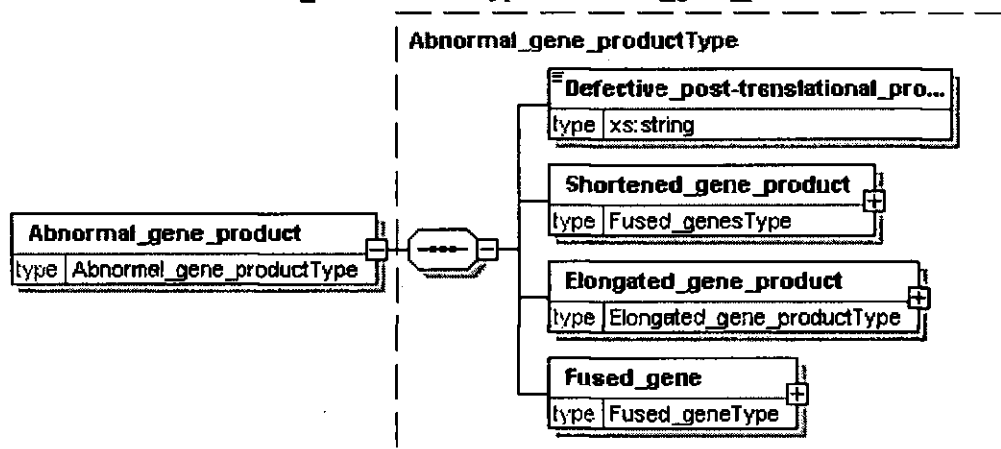 Abnormal_gene_productType
Defective_post-translational_pro...
type xs:string
Shortened_gene_product
type Fused_genesType
Abnormal_gene_product
type Abnormal_gene_productType
Elongated_gene_product
type Elongated_gene_productType
Fused_gene
type Fused_geneType